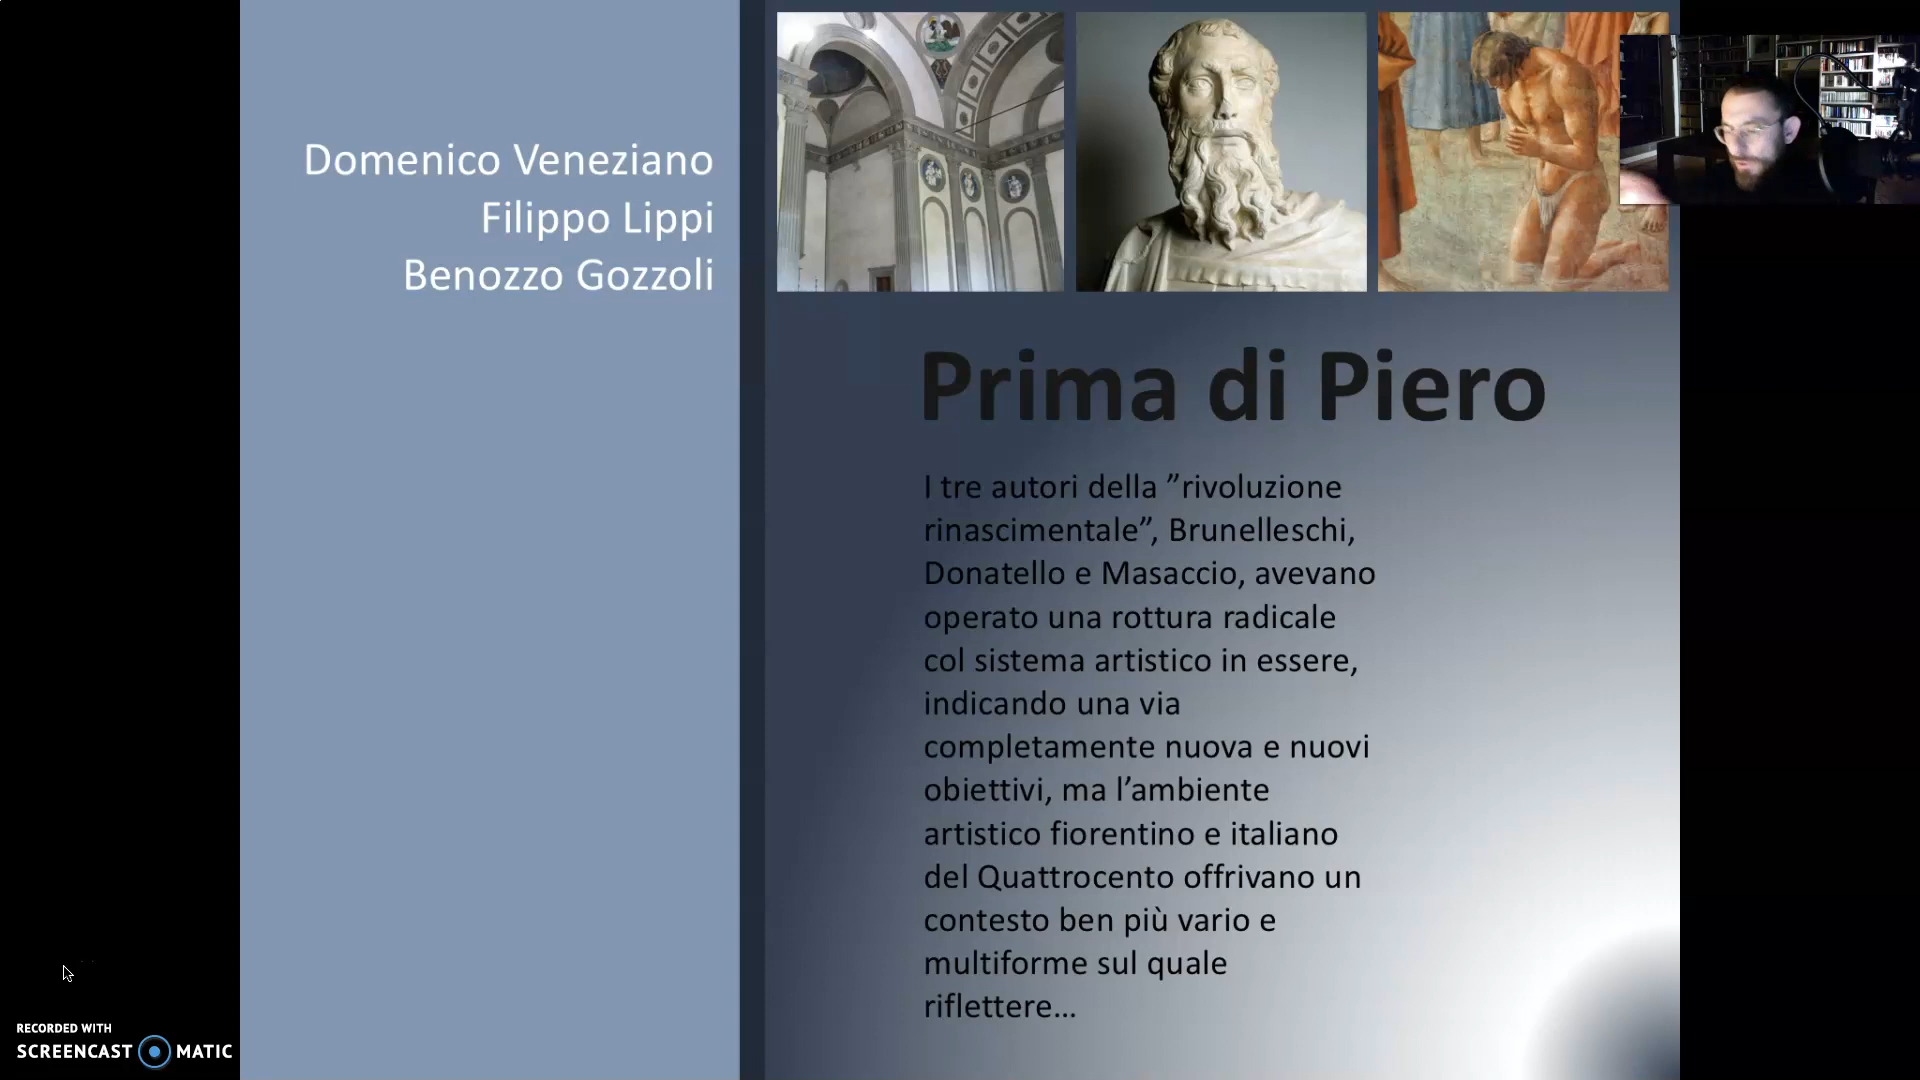 Domenico Veneziano
Filippo Lippi
Benozzo Gozzoli
Prima di Piero
I tre autori della ”rivoluzione
rinascimentale”, Brunelleschi,
Donatello e Masaccio, avevano
operato una rottura radicale
col sistema artistico in essere,
indicando una via
completamente nuova e nuovi
obiettivi, ma l’ambiente
artistico fiorentino e italiano
del Quattrocento offrivano un
contesto ben più vario e
multiforme sul quale
riflettere…
RECORDED WITH
SCREENCAST MATIC